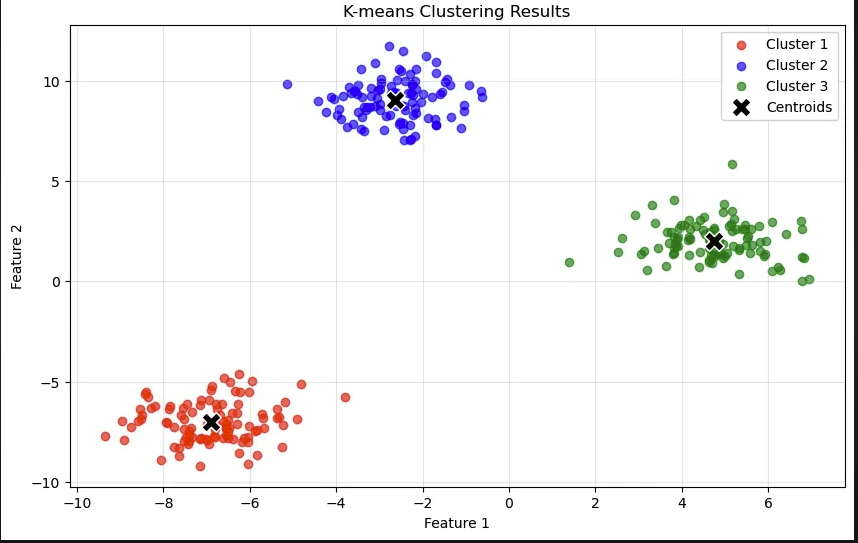 K-means Clustering Results
Cluster 1
Cluster 2
Cluster 3
Centroids
Feature 2
10
5
0
−5
−10
−10
−8
−6
−4
−2
0
2
4
6
Feature 1